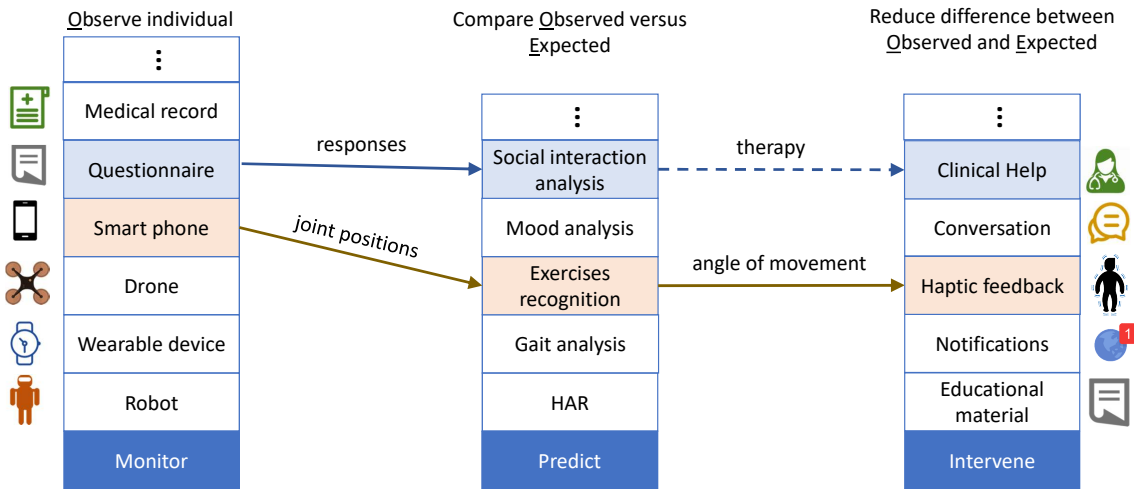 Observe individual
⋮
Medical record
Questionnaire
Smart phone
Drone
Wearable device
Robot
Monitor
responses
joint positions
Compare Observed versus
Expected
⋮
Social interaction
analysis
Mood analysis
Exercises
recognition
Gait analysis
HAR
Predict
therapy
angle of movement
Reduce difference between
Observed and Expected
⋮
Clinical Help
Conversation
Haptic feedback
Notifications
1
Educational
material
Intervene